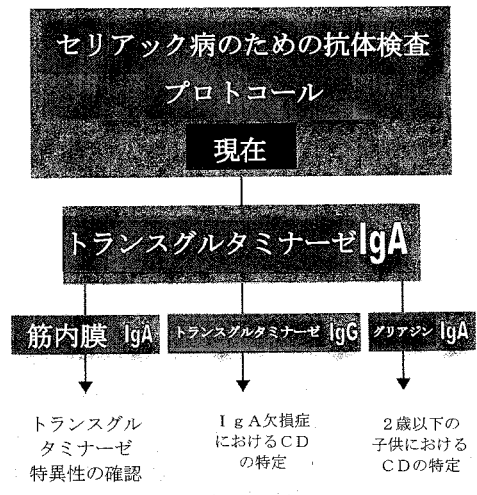 セリアック病のための抗体検査
プロトコール
現在
トランスグルタミナーゼIgA
筋内膜 IgA
トランスグルタミナーゼ IgG
グリアジン IgA
トランスグル
タミナーゼ
特異性の確認
IgA欠損症
におけるCD
の特定
2歳以下の
子供における
CDの特定